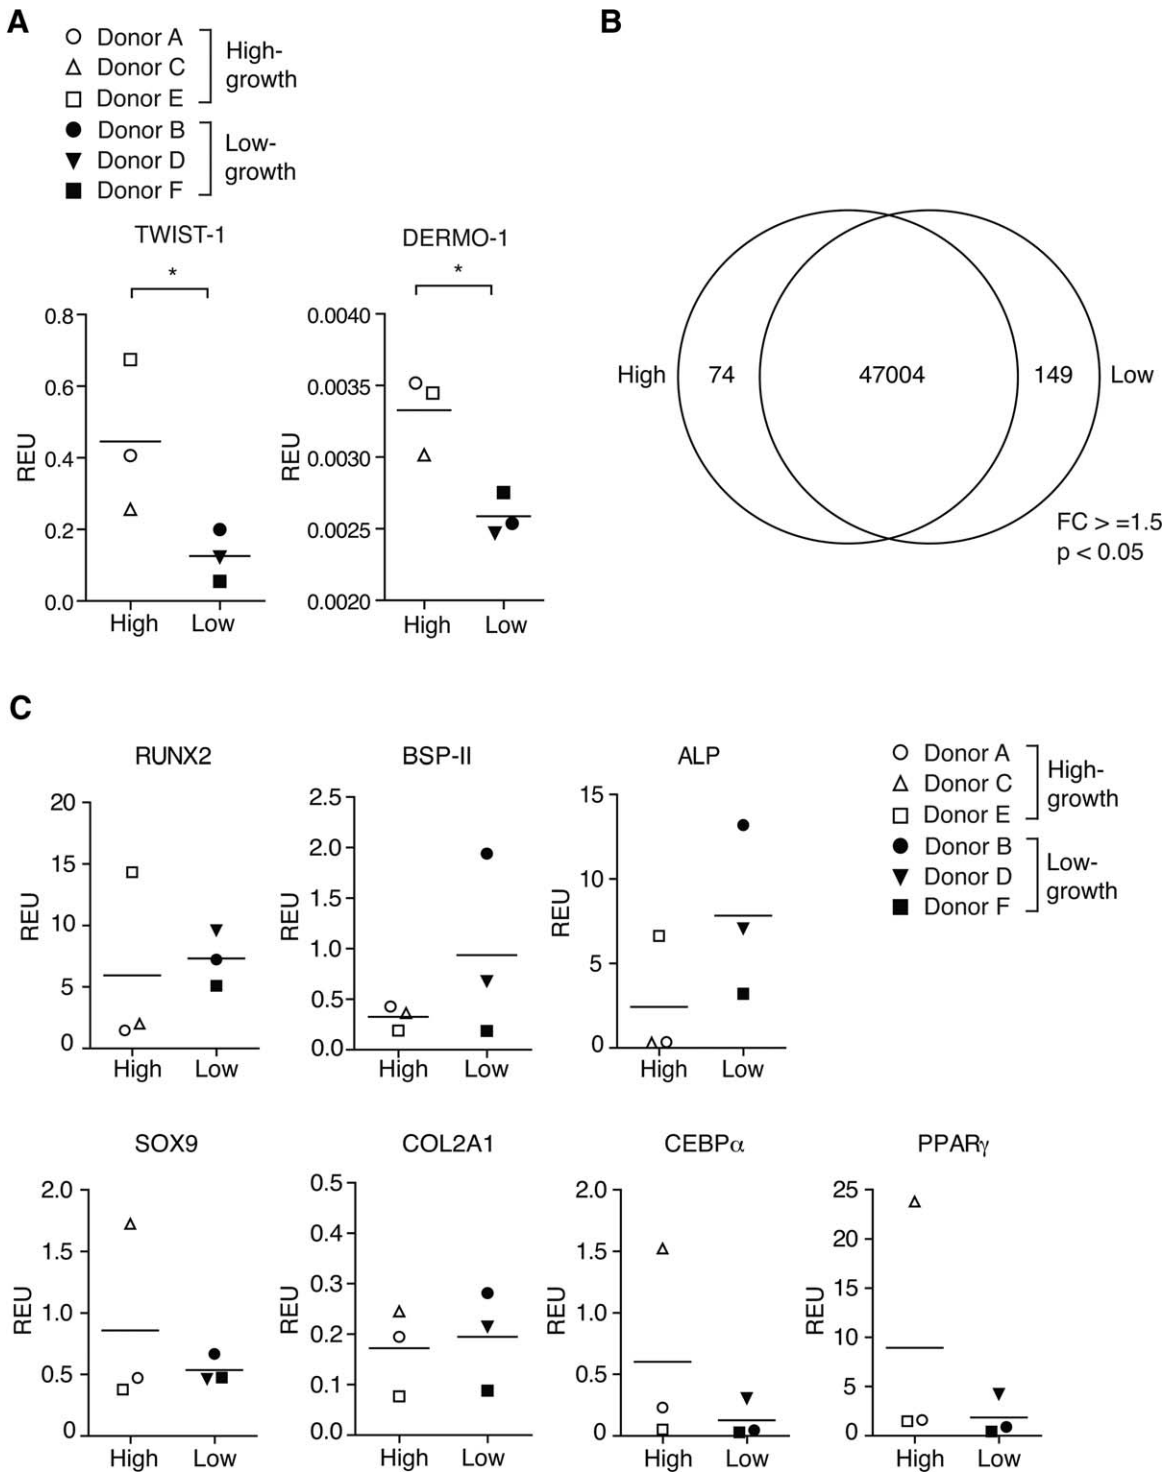 A
Donor A
Donor C
Donor E
High-
growth
Donor B
Donor D
Donor F
Low-
growth
TWIST-1
*
0.8
0.6
0.4
0.2
0.0
REU
High
Low
DERMO-1
*
0.0040
0.0035
0.0030
0.0025
0.0020
REU
High
Low
B
High
74
47004
149
Low
FC > =1.5
p < 0.05
C
RUNX2
20
15
10
5
0
REU
High
Low
BSP-II
2.5
2.0
1.5
1.0
0.5
0.0
REU
High
Low
ALP
15
10
5
0
REU
High
Low
Donor A
Donor C
Donor E
High-
growth
Donor B
Donor D
Donor F
Low-
growth
SOX9
2.0
1.5
1.0
0.5
0
REU
High
Low
COL2A1
0.5
0.4
0.3
0.2
0.1
0.0
REU
High
Low
CEBPα
2.0
1.5
1.0
0.5
0
REU
High
Low
PPARγ
25
20
15
10
5
0
REU
High
Low